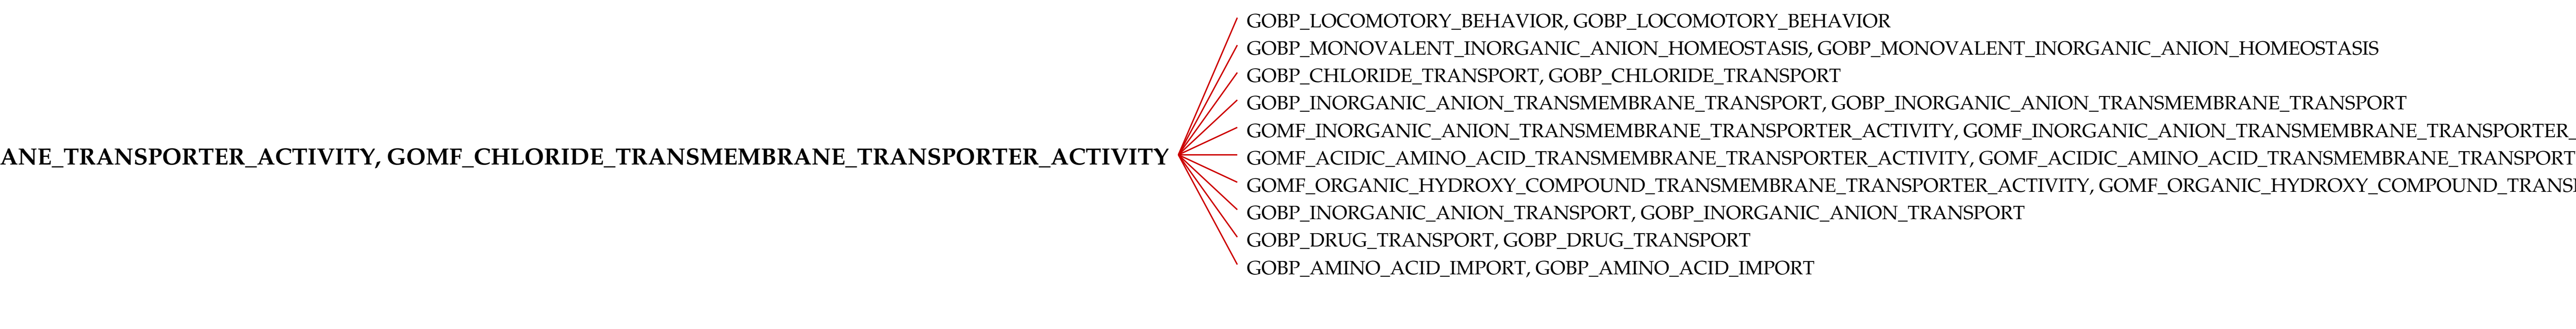 GOBP_LOCOMOTORY_BEHAVIOR, GOBP_LOCOMOTORY_BEHAVIOR
GOBP_MONOVALENT_INORGANIC_ANION_HOMEOSTASIS, GOBP_MONOVALENT_INORGANIC_ANION_HOMEOSTASIS
GOBP_CHLORIDE_TRANSPORT, GOBP_CHLORIDE_TRANSPORT
GOBP_INORGANIC_ANION_TRANSMEMBRANE_TRANSPORT, GOBP_INORGANIC_ANION_TRANSMEMBRANE_TRANSPORT
GOMF_INORGANIC_ANION_TRANSMEMBRANE_TRANSPORTER_ACTIVITY, GOMF_INORGANIC_ANION_TRANSMEMBRANE_TRANSPORTER_
ANE_TRANSPORTER_ACTIVITY, GOMF_CHLORIDE_TRANSMEMBRANE_TRANSPORTER_ACTIVITY
GOMF_ACIDIC_AMINO_ACID_TRANSMEMBRANE_TRANSPORTER_ACTIVITY, GOMF_ACIDIC_AMINO_ACID_TRANSMEMBRANE_TRANSPORT
GOMF_ORGANIC_HYDROXY_COMPOUND_TRANSMEMBRANE_TRANSPORTER_ACTIVITY, GOMF_ORGANIC_HYDROXY_COMPOUND_TRANS
GOBP_INORGANIC_ANION_TRANSPORT, GOBP_INORGANIC_ANION_TRANSPORT
GOBP_DRUG_TRANSPORT, GOBP_DRUG_TRANSPORT
GOBP_AMINO_ACID_IMPORT, GOBP_AMINO_ACID_IMPORT